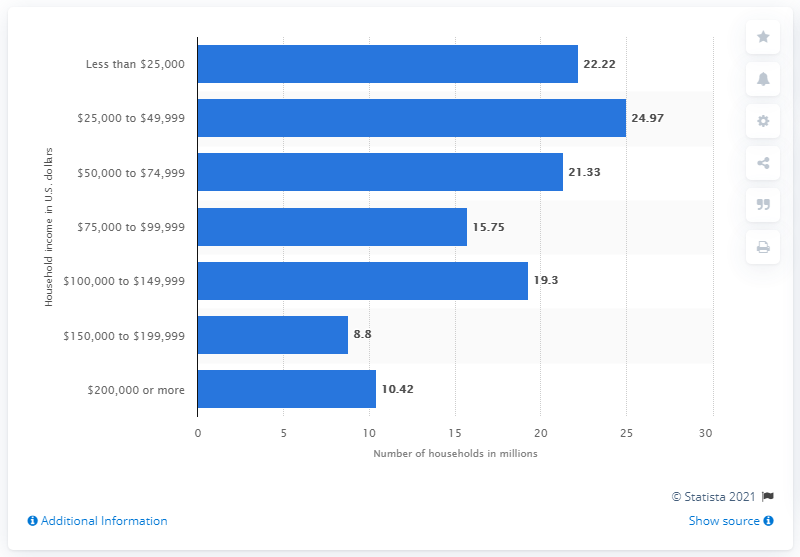 Household income in U.S. dollars
Less than $25,000
22.22
$25,000 to $49,999
24.97
$50,000 to $74,999
21.33
$75,000 to $99,999
15.75
$100,000 to $149,999
19.3
$150,000 to $199,999
8.8
$200,000 or more
10.42
0 5 10 15 20 25 30
Number of households in millions
© Statista 2021
Additional Information
Show source